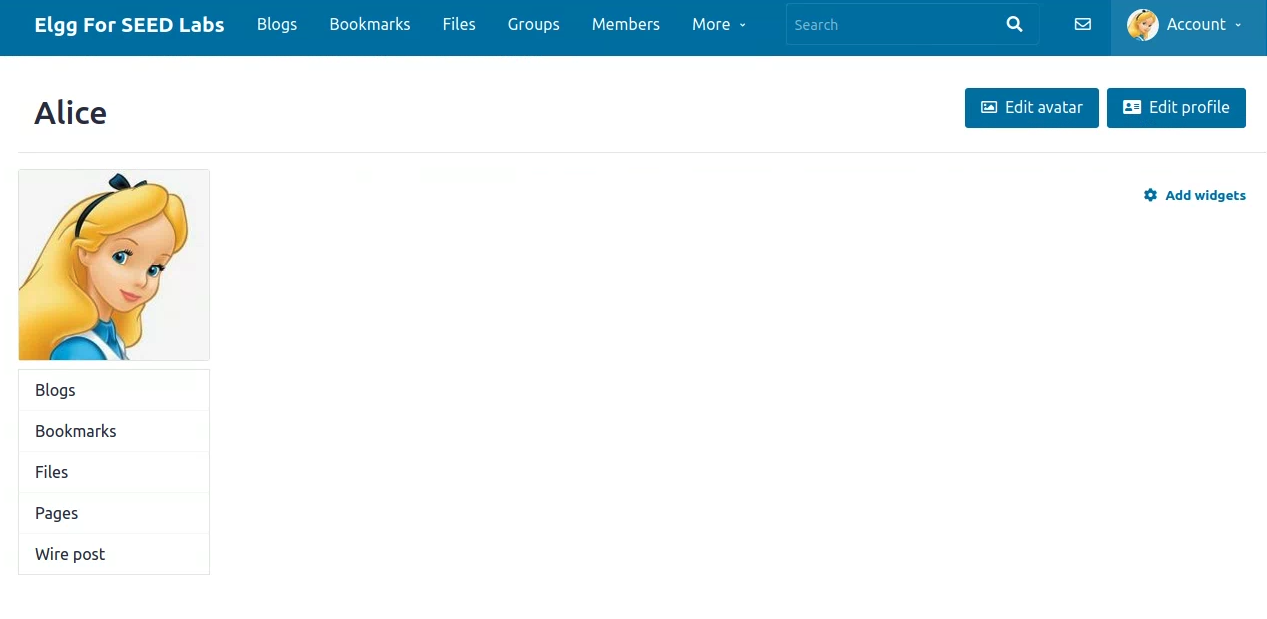 Elgg For SEED Labs Blogs Bookmarks Files Groups Members More Search Account
Alice
Edit avatar Edit profile
Add widgets
Blogs
Bookmarks
Files
Pages
Wire post